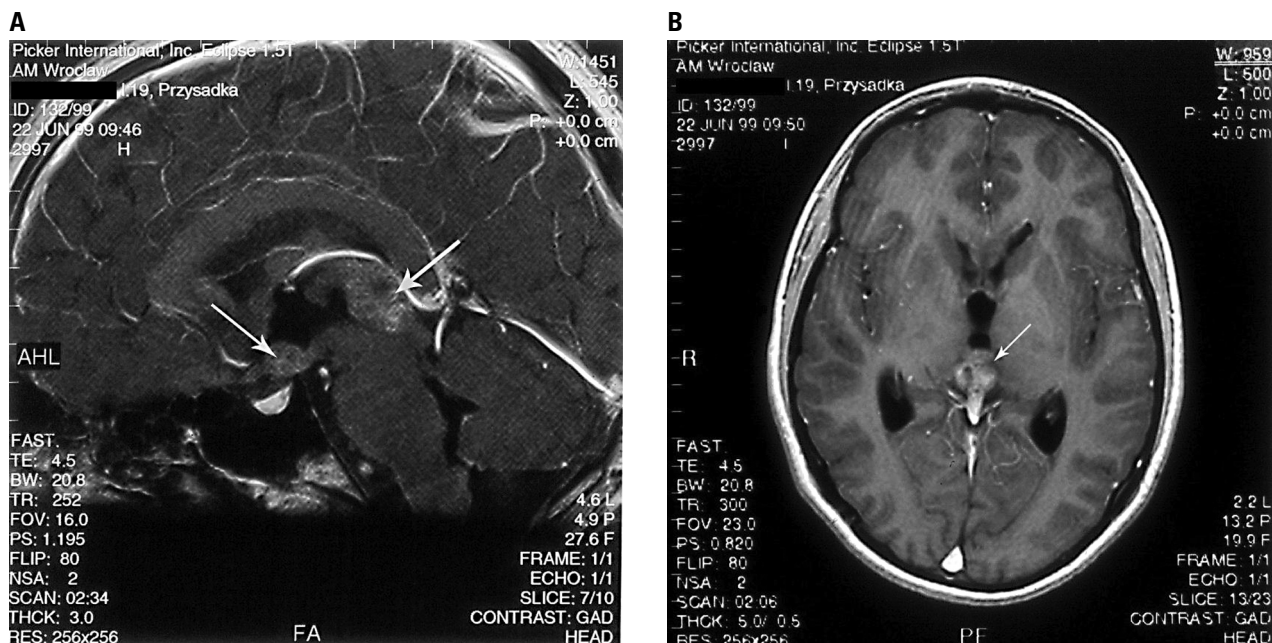 A
Picker International, Inc. Eclipse 1.5T
AM Wroclaw
I.19, Przysadka
ID: 132/99
22 JUN 99 09:46
2997 H
W:1451
L: 545
Z: 1.00
P: +0.0 cm
+0.0 cm
AHL
FAST.
TE: 4.5
BW: 20.8
TR: 252
FOV: 16.0
PS: 1.195
FLIP: 80
NSA: 2
SCAN: 02:34
THCK: 3.0
RES: 256x256
FA
4.6 L
4.9 P
27.6 F
FRAME: 1/1
ECHO: 1/1
SLICE: 7/10
CONTRAST: GAD
HEAD
B
Picker International, Inc. Eclipse 1.5T
AM Wroclaw
I.19, Przysadka
ID: 132/99
22 JUN 99 09:50
2997 I
W: 959
L: 600
Z: 1.00
P: +0.0 cm
+0.0 cm
R
FAST
TE: 4.5
BW: 20.8
TR: 300
FOV: 23.0
PS: 0.820
FLIP: 80
NSA: 2
SCAN: 02:06
THCK: 5.0/ 0.5
RES: 256x256
2.2 L
13.2 P
19.9 F
FRAME: 1/1
ECHO: 1/1
SLICE: 13/23
CONTRAST: GAD
HEAD